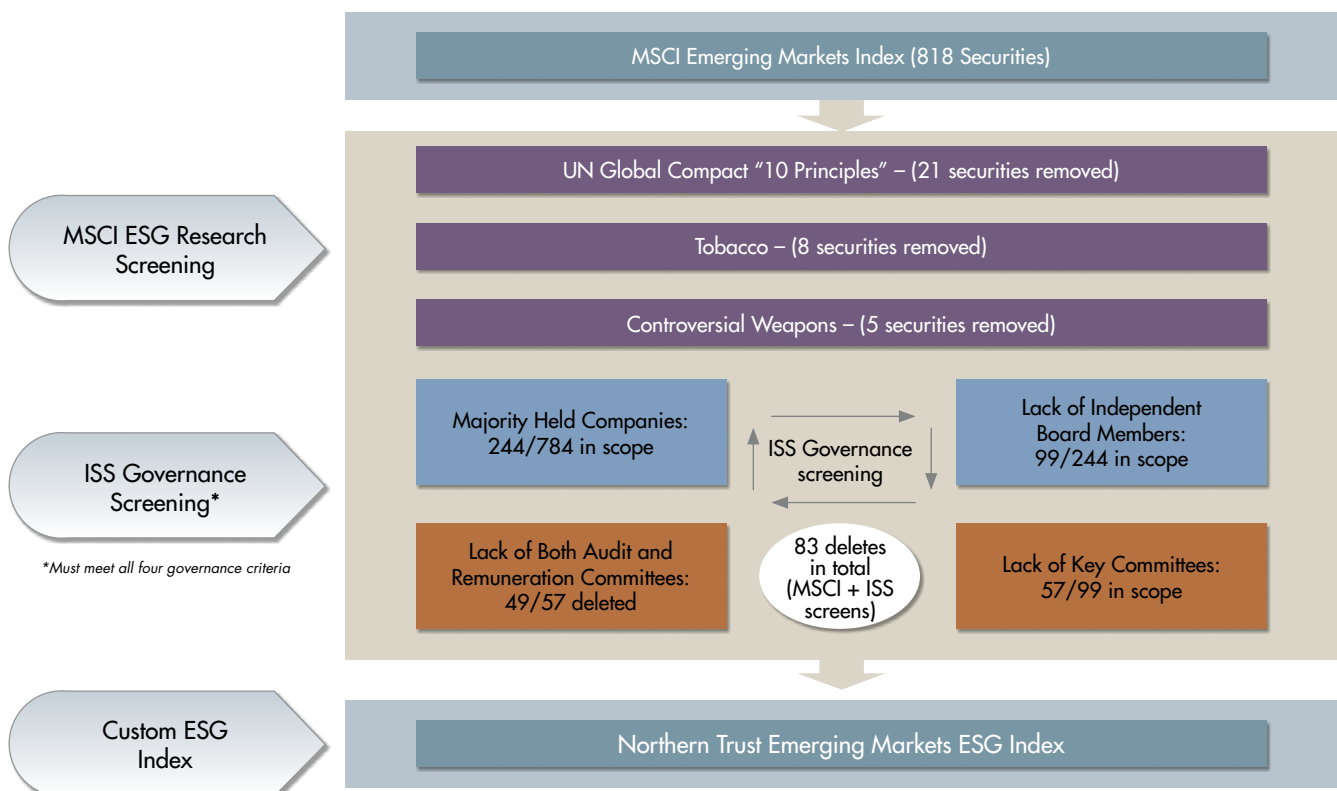 MSCI Emerging Markets Index (818 Securities)
UN Global Compact “10 Principles” – (21 securities removed)
MSCI ESG Research
Screening
Tobacco – (8 securities removed)
Controversial Weapons – (5 securities removed)
Majority Held Companies:
244/784 in scope
ISS Governance
screening
Lack of Independent
Board Members:
99/244 in scope
ISS Governance
Screening*
*Must meet all four governance criteria
Lack of Both Audit and
Remuneration Committees:
49/57 deleted
83 deletes
in total
(MSCI + ISS
screens)
Lack of Key Committees:
57/99 in scope
Custom ESG
Index
Northern Trust Emerging Markets ESG Index